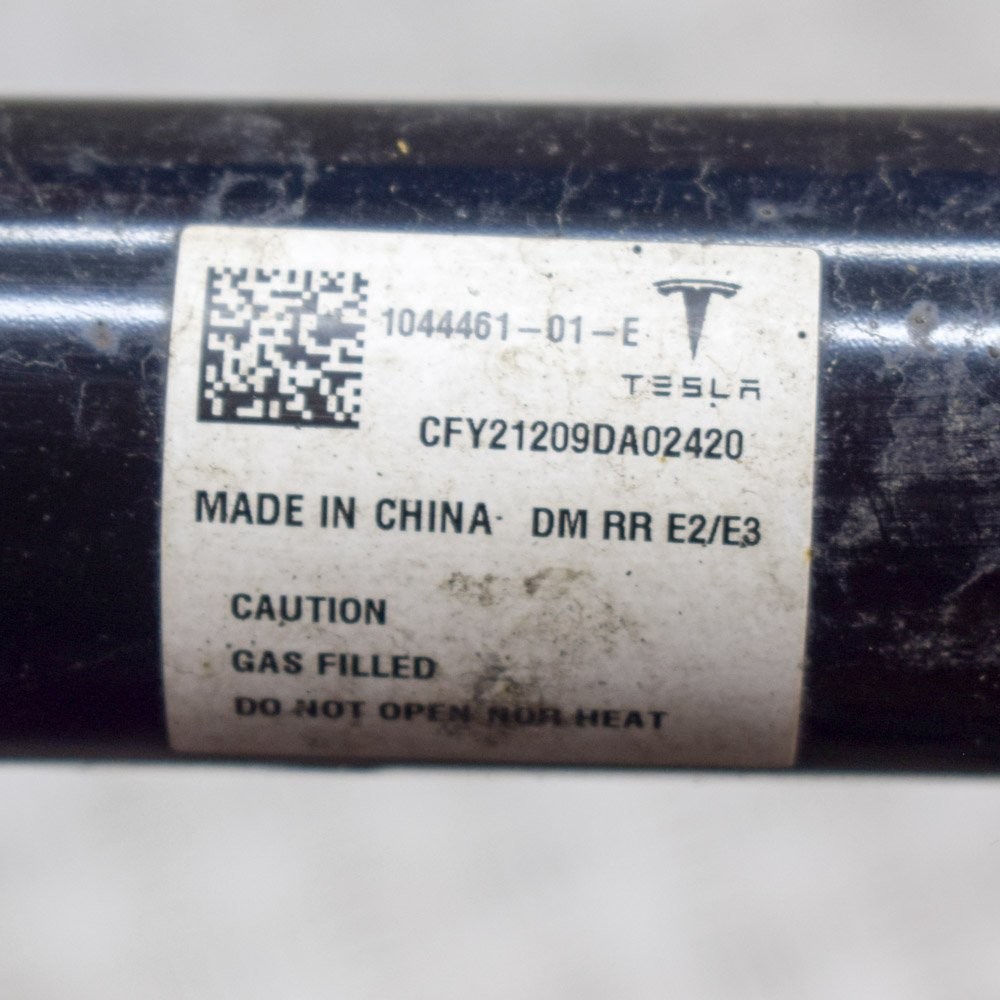 1044461-01-E
TESLA
CFY21209DA02420
MADE IN CHINA DM RR E2/E3
CAUTION
GAS FILLED
DO NOT OPEN NOR HEAT